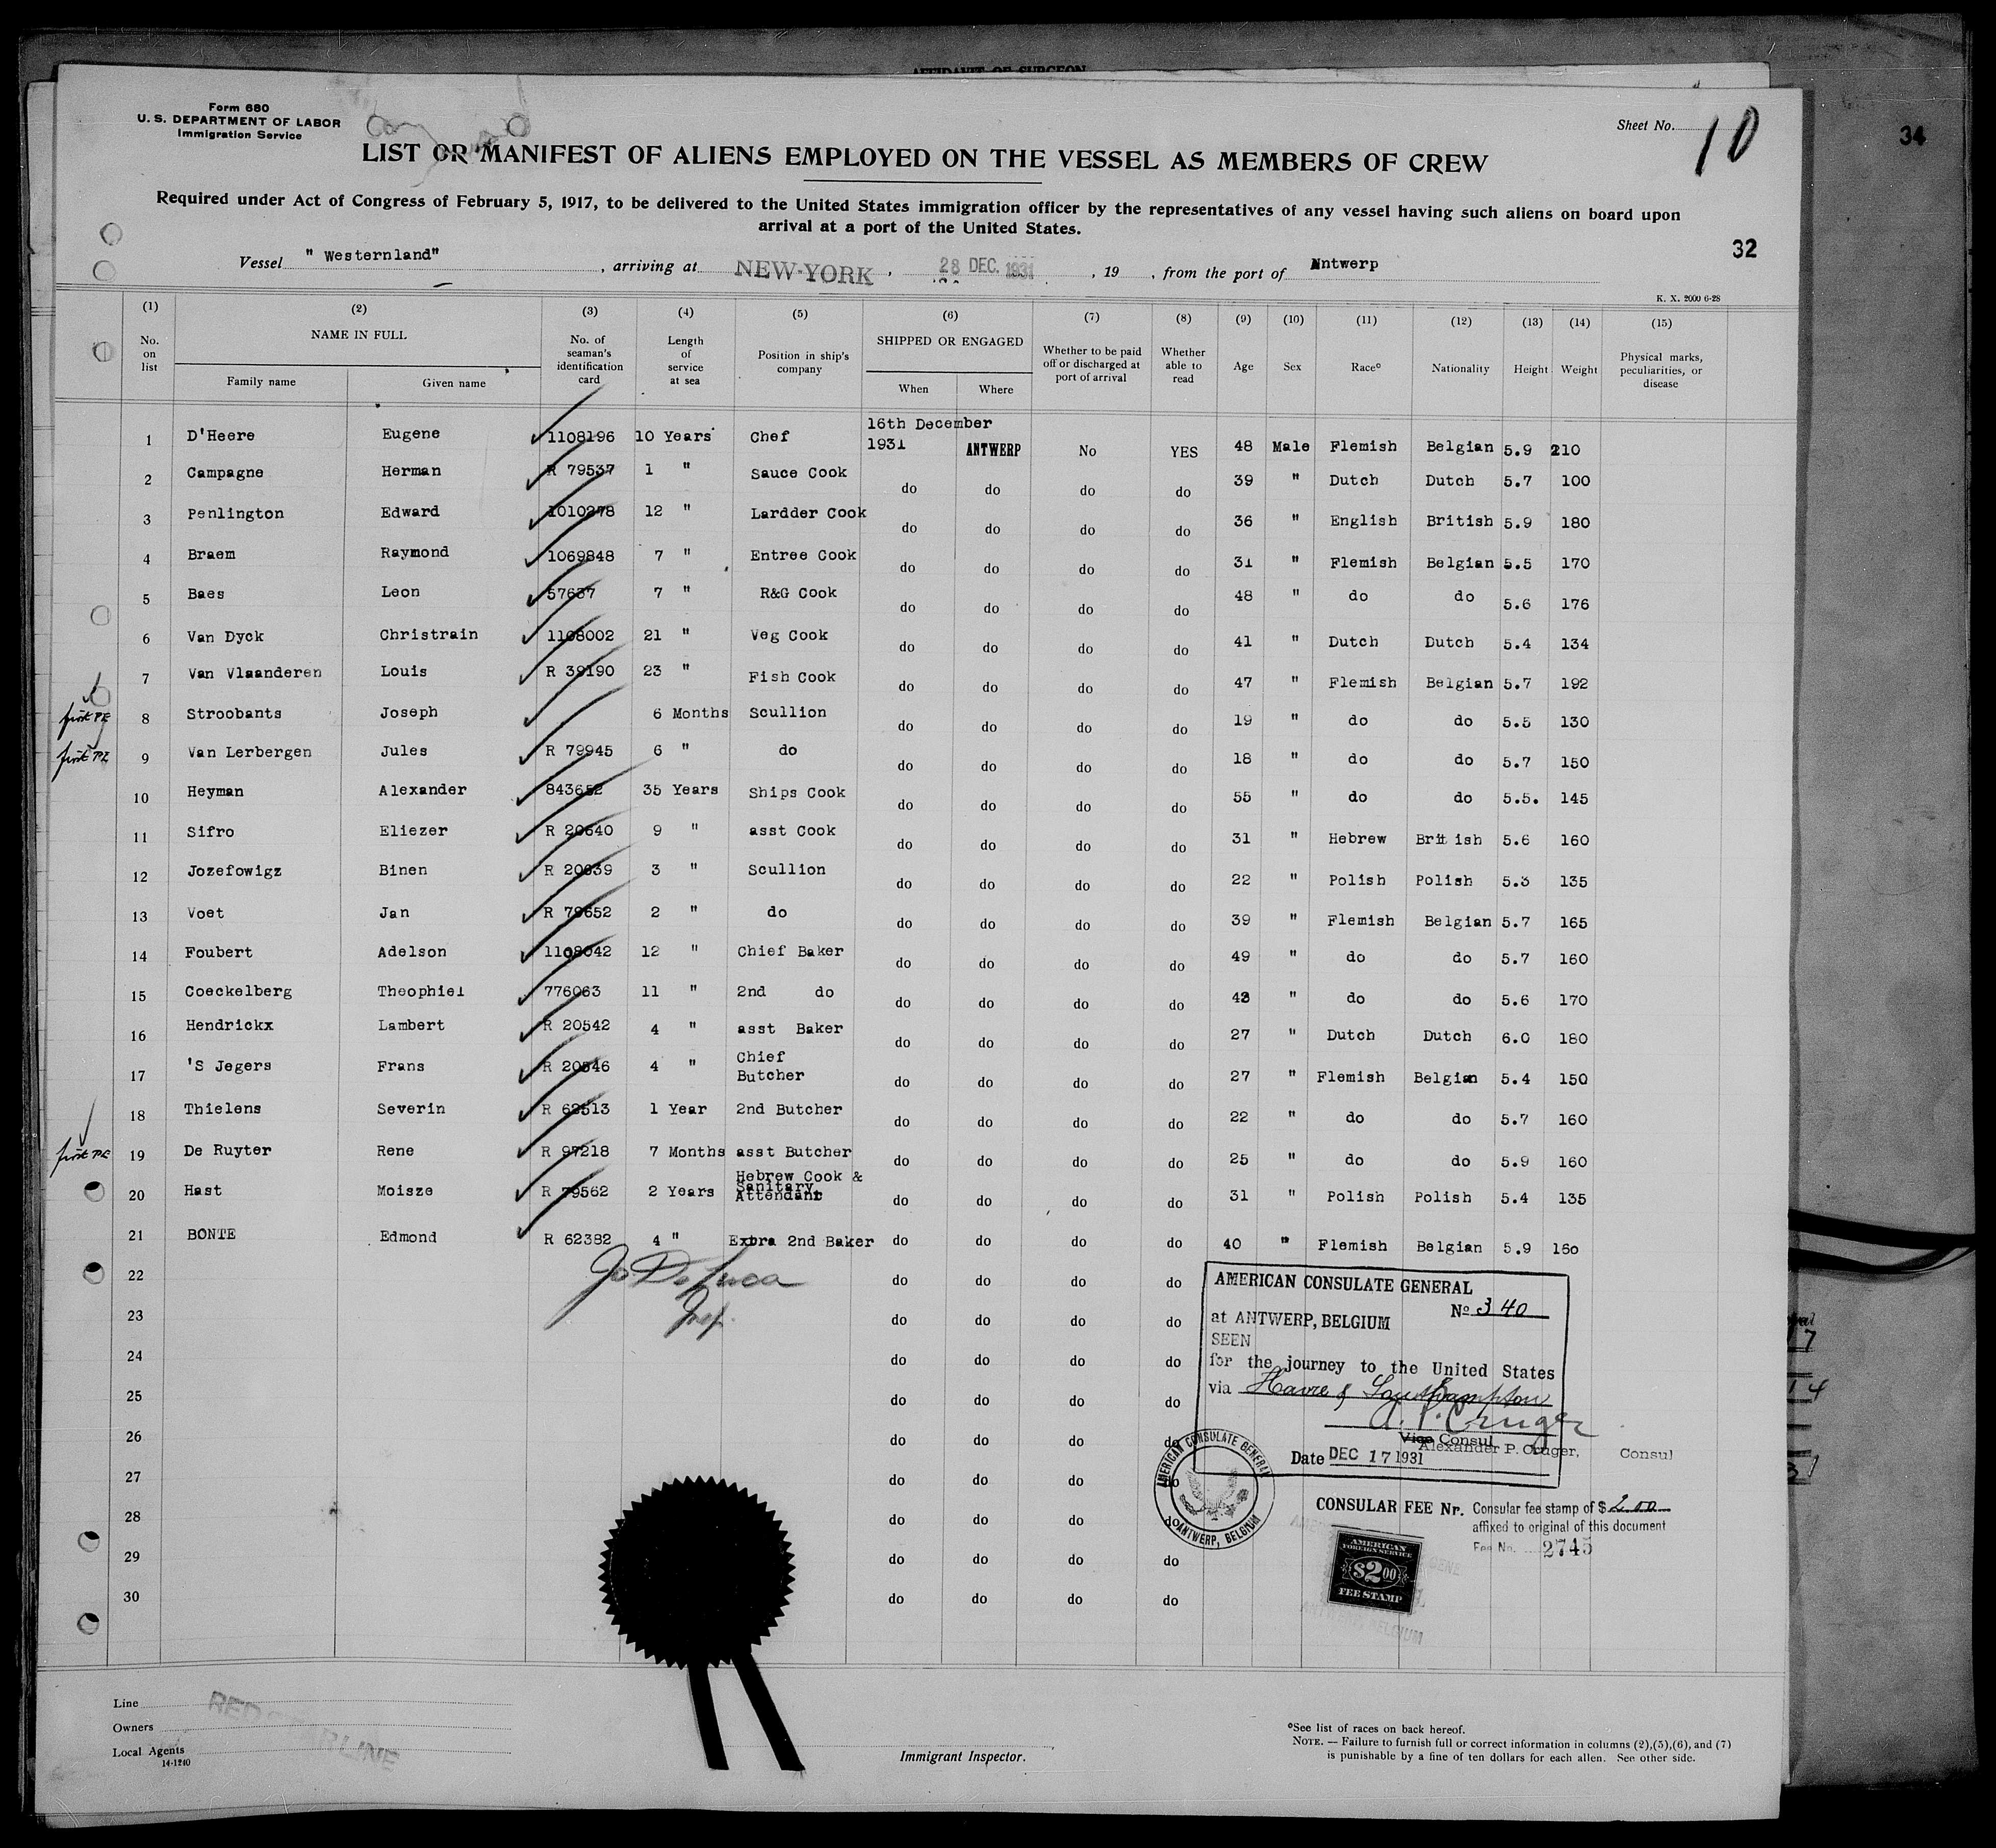 AFFIDAVIT OF SURGEON
Form 680
U. S. DEPARTMENT OF LABOR
Immigration Service
Sheet No. 10
34
LIST OR MANIFEST OF ALIENS EMPLOYED ON THE VESSEL AS MEMBERS OF CREW
Required under Act of Congress of February 5, 1917, to be delivered to the United States immigration officer by the representatives of any vessel having such aliens on board upon
arrival at a port of the United States.
32
Vessel " Westernland" , arriving at NEW-YORK , 28 DEC. 1931 , 19 , from the port of Antwerp
K. X. 2000 6-28
(1) (2) (3) (4) (5) (6) (7) (8) (9) (10) (11) (12) (13) (14) (15)
No. on list NAME IN FULL Family name Given name No. of seaman's identification card Length of service at sea Position in ship's company SHIPPED OR ENGAGED When Where Whether to be paid off or discharged at port of arrival Whether able to read Age Sex Race° Nationality Height Weight Physical marks, peculiarities, or disease
1 D'Heere Eugene 1108196 10 Years Chef 16th December 1931 ANTWERP No YES 48 Male Flemish Belgian 5.9 210
2 Campagne Herman R 79537 1 " Sauce Cook do do do do 39 " Dutch Dutch 5.7 100
3 Penlington Edward 1010278 12 " Lardder Cook do do do do 36 " English British 5.9 180
4 Braem Raymond 1069848 7 " Entree Cook do do do do 31 " Flemish Belgian 5.5 170
5 Baes Leon 57637 7 " R&G Cook do do do do 48 " do do 5.6 176
6 Van Dyck Christrain 1108002 21 " Veg Cook do do do do 41 " Dutch Dutch 5.4 134
7 Van Vlaanderen Louis R 39190 23 " Fish Cook do do do do 47 " Flemish Belgian 5.7 192
first PE 8 Stroobants Joseph 6 Months Scullion do do do do 19 " do do 5.5 130
first PE 9 Van Lerbergen Jules R 79945 6 " do do do do do 18 " do do 5.7 150
10 Heyman Alexander 843652 35 Years Ships Cook do do do do 55 " do do 5.5. 145
11 Sifro Eliezer R 20640 9 " asst Cook do do do do 31 " Hebrew British 5.6 160
12 Jozefowigz Binen R 20639 3 " Scullion do do do do 22 " Polish Polish 5.3 135
13 Voet Jan R 79652 2 " do do do do do 39 " Flemish Belgian 5.7 165
14 Foubert Adelson 1108042 12 " Chief Baker do do do do 49 " do do 5.7 160
15 Coeckelberg Theophiel 776063 11 " 2nd do do do do do 43 " do do 5.6 170
16 Hendrickx Lambert R 20542 4 " asst Baker do do do do 27 " Dutch Dutch 6.0 180
17 'S Jegers Frans R 20546 4 " Chief Butcher do do do do 27 " Flemish Belgian 5.4 150
18 Thielens Severin R 62513 1 Year 2nd Butcher do do do do 22 " do do 5.7 160
first PE 19 De Ruyter Rene R 97218 7 Months asst Butcher do do do do 25 " do do 5.9 160
20 Hast Moisze R 79562 2 Years Hebrew Cook & Sanitary Attendant do do do do 31 " Polish Polish 5.4 135
21 BONTE Edmond R 62382 4 " Extra 2nd Baker do do do do 40 " Flemish Belgian 5.9 160
22 do do do do
23 do do do do
24 do do do do
25 do do do do
26 do do do do
27 do do do do
28 do do do do
29 do do do do
30 do do do do
Jo. De Luca
Insp.
AMERICAN CONSULATE GENERAL
No 340
at ANTWERP, BELGIUM
SEEN
for the journey to the United States
via Havre & Southampton
A. P. Cruger
Vice Consul
Alexander P. Cruger, Consul
Date DEC 17 1931
AMERICAN CONSULATE GENERAL
ANTWERP, BELGIUM
CONSULAR FEE Nr. Consular fee stamp of $ 2.00
affixed to original of this document
Fee No. 2745
AMERICAN
FOREIGN SERVICE
$2.00
FEE STAMP
Line
Owners
Local Agents
14-1240
RED STAR LINE
Immigrant Inspector.
°See list of races on back hereof.
NOTE. — Failure to furnish full or correct information in columns (2),(5),(6), and (7)
is punishable by a fine of ten dollars for each alien. See other side.